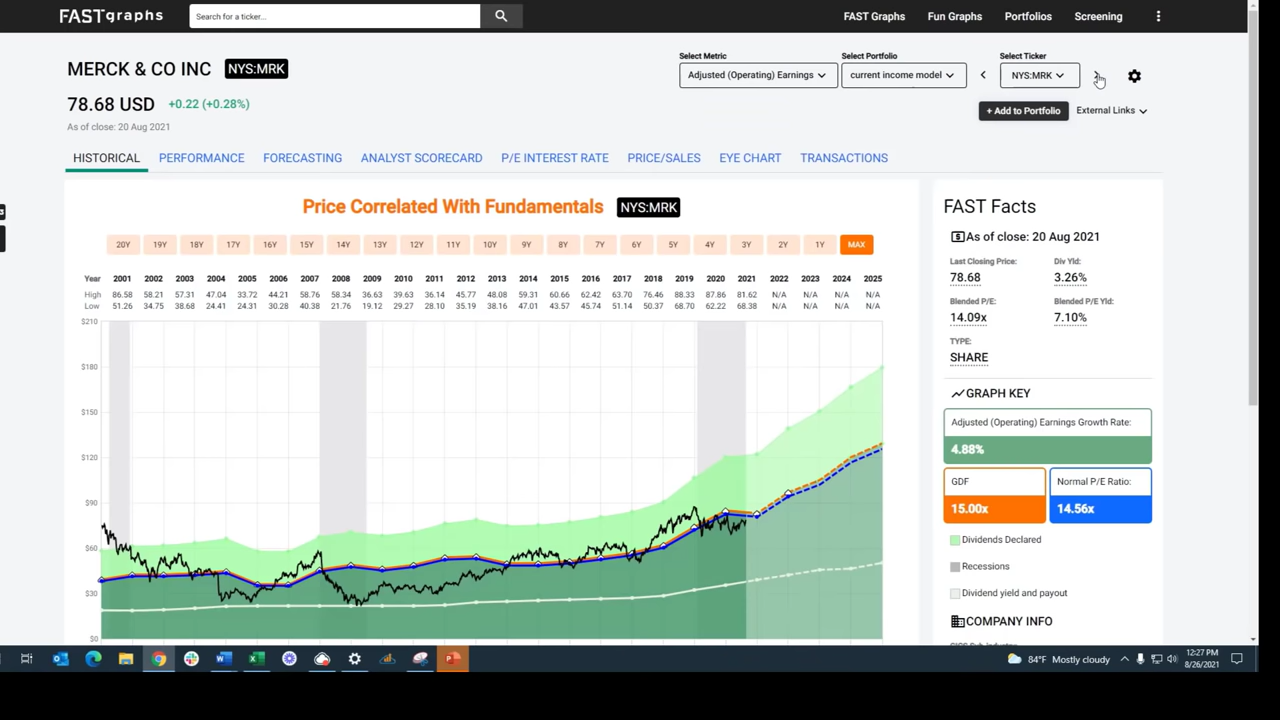 FASTgraphs
Search for a ticker...
FAST Graphs Fun Graphs Portfolios Screening
MERCK & CO INC NYS:MRK
Select Metric Select Portfolio Select Ticker
Adjusted (Operating) Earnings current income model NYS:MRK
78.68 USD +0.22 (+0.28%)
As of close: 20 Aug 2021
+ Add to Portfolio External Links
HISTORICAL PERFORMANCE FORECASTING ANALYST SCORECARD P/E INTEREST RATE PRICE/SALES EYE CHART TRANSACTIONS
Price Correlated With Fundamentals NYS:MRK
20Y 19Y 18Y 17Y 16Y 15Y 14Y 13Y 12Y 11Y 10Y 9Y 8Y 7Y 6Y 5Y 4Y 3Y 2Y 1Y MAX
Year 2001 2002 2003 2004 2005 2006 2007 2008 2009 2010 2011 2012 2013 2014 2015 2016 2017 2018 2019 2020 2021 2022 2023 2024 2025
High 86.58 58.21 57.31 47.04 33.72 44.21 58.76 58.34 36.63 39.63 36.14 45.77 48.08 59.31 60.66 62.42 63.70 76.46 88.33 87.86 81.62 N/A N/A N/A N/A
Low 51.26 34.75 38.68 24.41 24.31 30.28 40.38 21.76 19.12 29.27 28.10 35.19 38.16 47.01 43.57 45.74 51.14 50.37 68.70 62.22 68.38 N/A N/A N/A N/A
$210
$180
$150
$120
$90
$60
$30
$0
FAST Facts
As of close: 20 Aug 2021
Last Closing Price: Div Yld:
78.68 3.26%
Blended P/E: Blended P/E Yld:
14.09x 7.10%
TYPE:
SHARE
GRAPH KEY
Adjusted (Operating) Earnings Growth Rate:
4.88%
GDF Normal P/E Ratio:
15.00x 14.56x
Dividends Declared
Recessions
Dividend yield and payout
COMPANY INFO
84°F Mostly cloudy
12:27 PM
8/26/2021